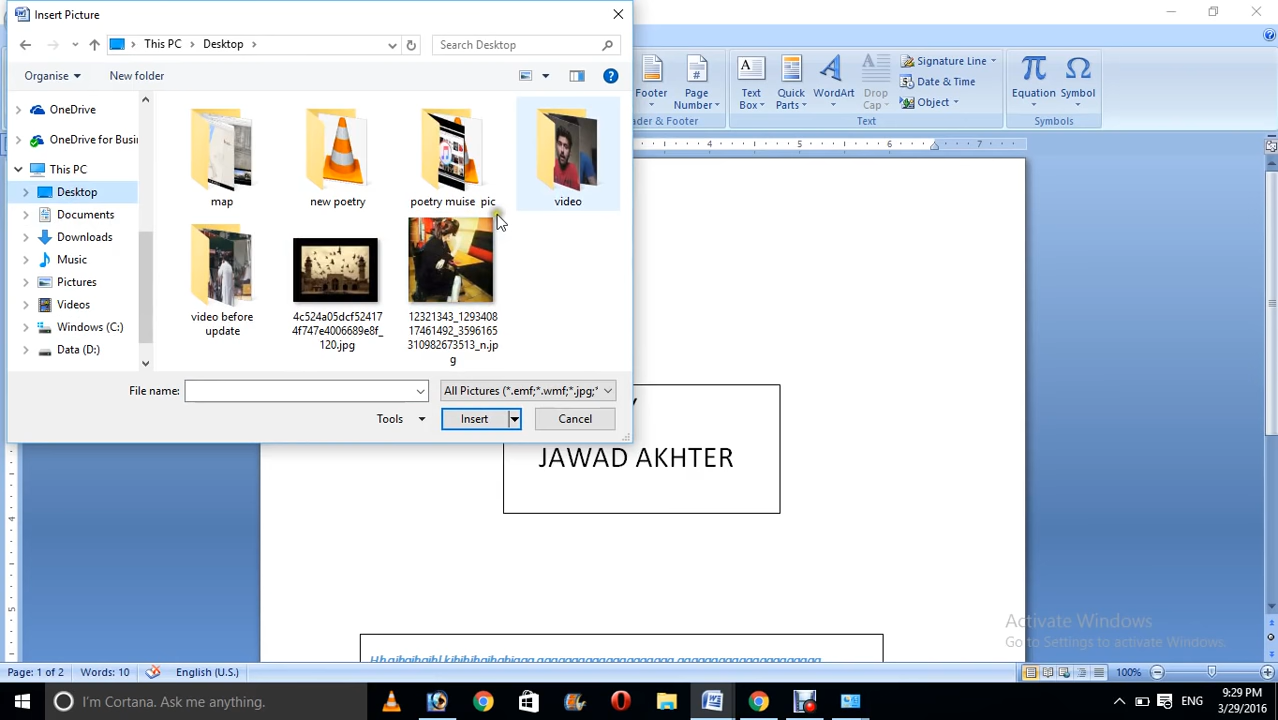 Insert Picture
This PC
Desktop
Search Desktop
Organise
New folder
OneDrive
OneDrive for Busin
This PC
Desktop
Documents
Downloads
Music
Pictures
Videos
Windows (C:)
Data (D:)
map
new poetry
poetry muise pic
video
video before
update
4c524a05dcf52417
4f747e4006689e8f_
120.jpg
12321343_1293408
17461492_3596165
310982673513_n.jp
g
File name:
All Pictures (*.emf;*.wmf;*.jpg;*
Tools
Insert
Cancel
Footer
Page
Number
ader & Footer
Text
Box
Quick
Parts
WordArt
Drop
Cap
Signature Line
Date & Time
Object
Text
Equation
Symbol
Symbols
7
JAWAD AKHTER
4
5
Activate Windows
Go to Settings to activate Windows.
Page: 1 of 2
Words: 10
English (U.S.)
100%
I'm Cortana. Ask me anything.
ENG
9:29 PM
3/29/2016